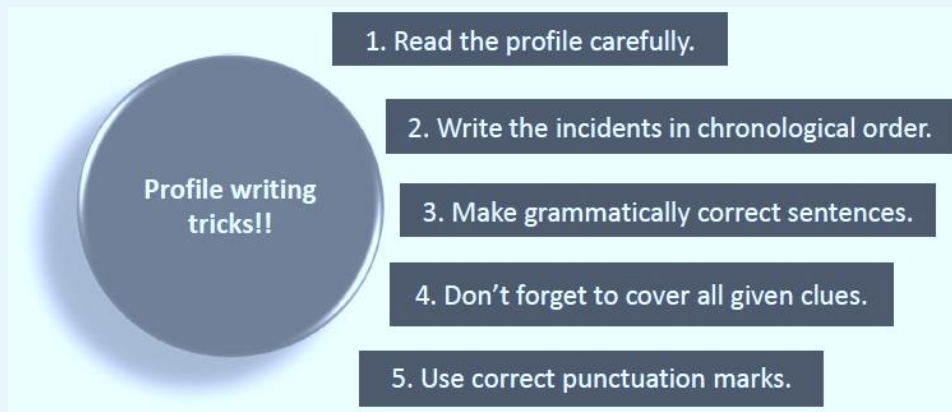 Profile writing
tricks!!
1. Read the profile carefully.
2. Write the incidents in chronological order.
3. Make grammatically correct sentences.
4. Don't forget to cover all given clues.
5. Use correct punctuation marks.